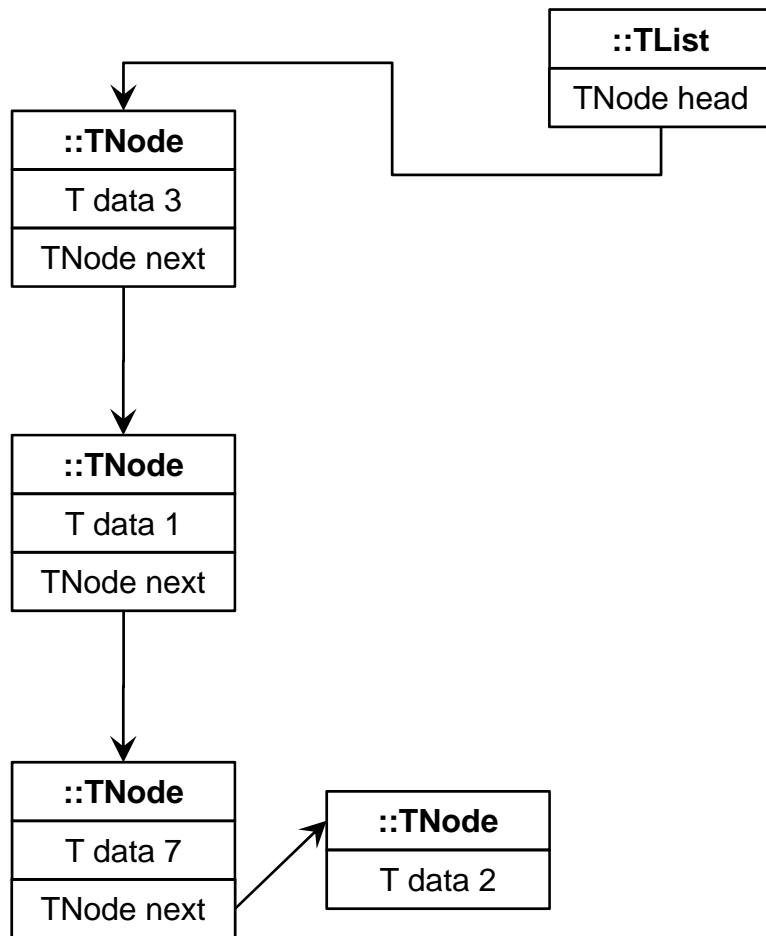 ::TList
TNode head
::TNode
T data 3
TNode next
::TNode
T data 1
TNode next
::TNode
T data 7
TNode next
::TNode
T data 2